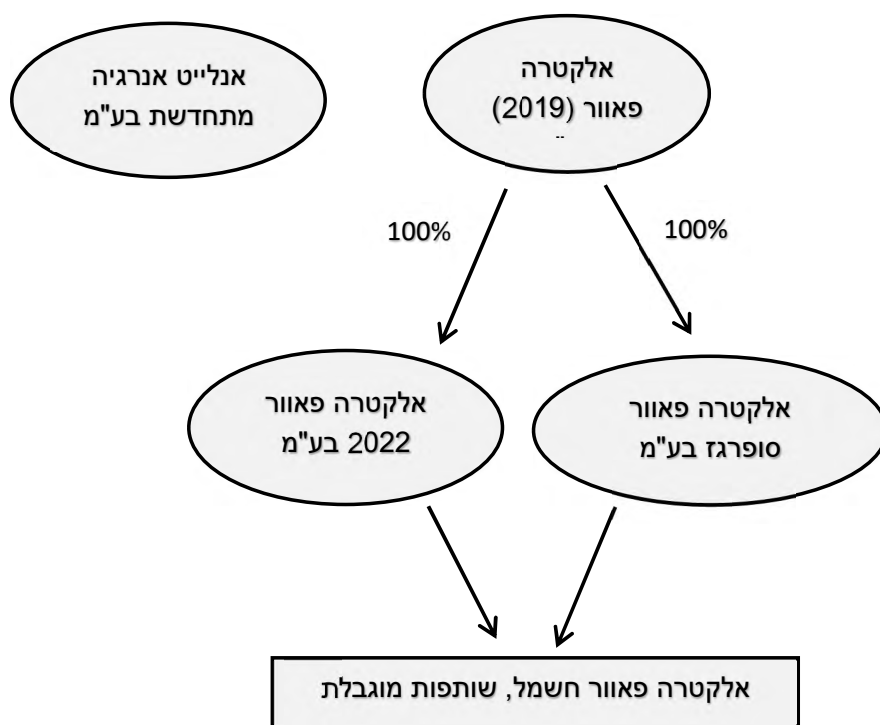 אנלייט אנרגיה
מתחדשת בע"מ
אלקטרה
פאוור (2019)
100%
100%
אלקטרה פאוור
2022 בע"מ
אלקטרה פאוור
סופרגז בע"מ
אלקטרה פאוור חשמל, שותפות מוגבלת